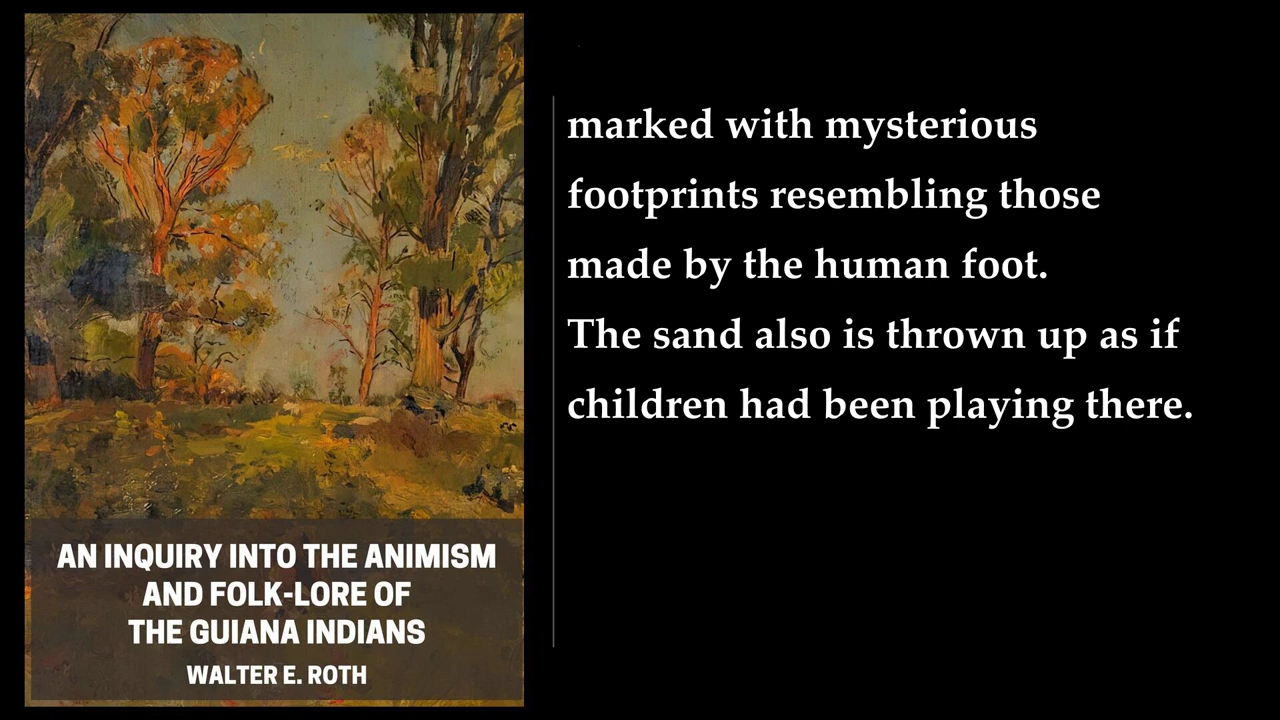 marked with mysterious
footprints resembling those
made by the human foot.
The sand also is thrown up as if
children had been playing there.
AN INQUIRY INTO THE ANIMISM
AND FOLK-LORE OF
THE GUIANA INDIANS
WALTER E. ROTH